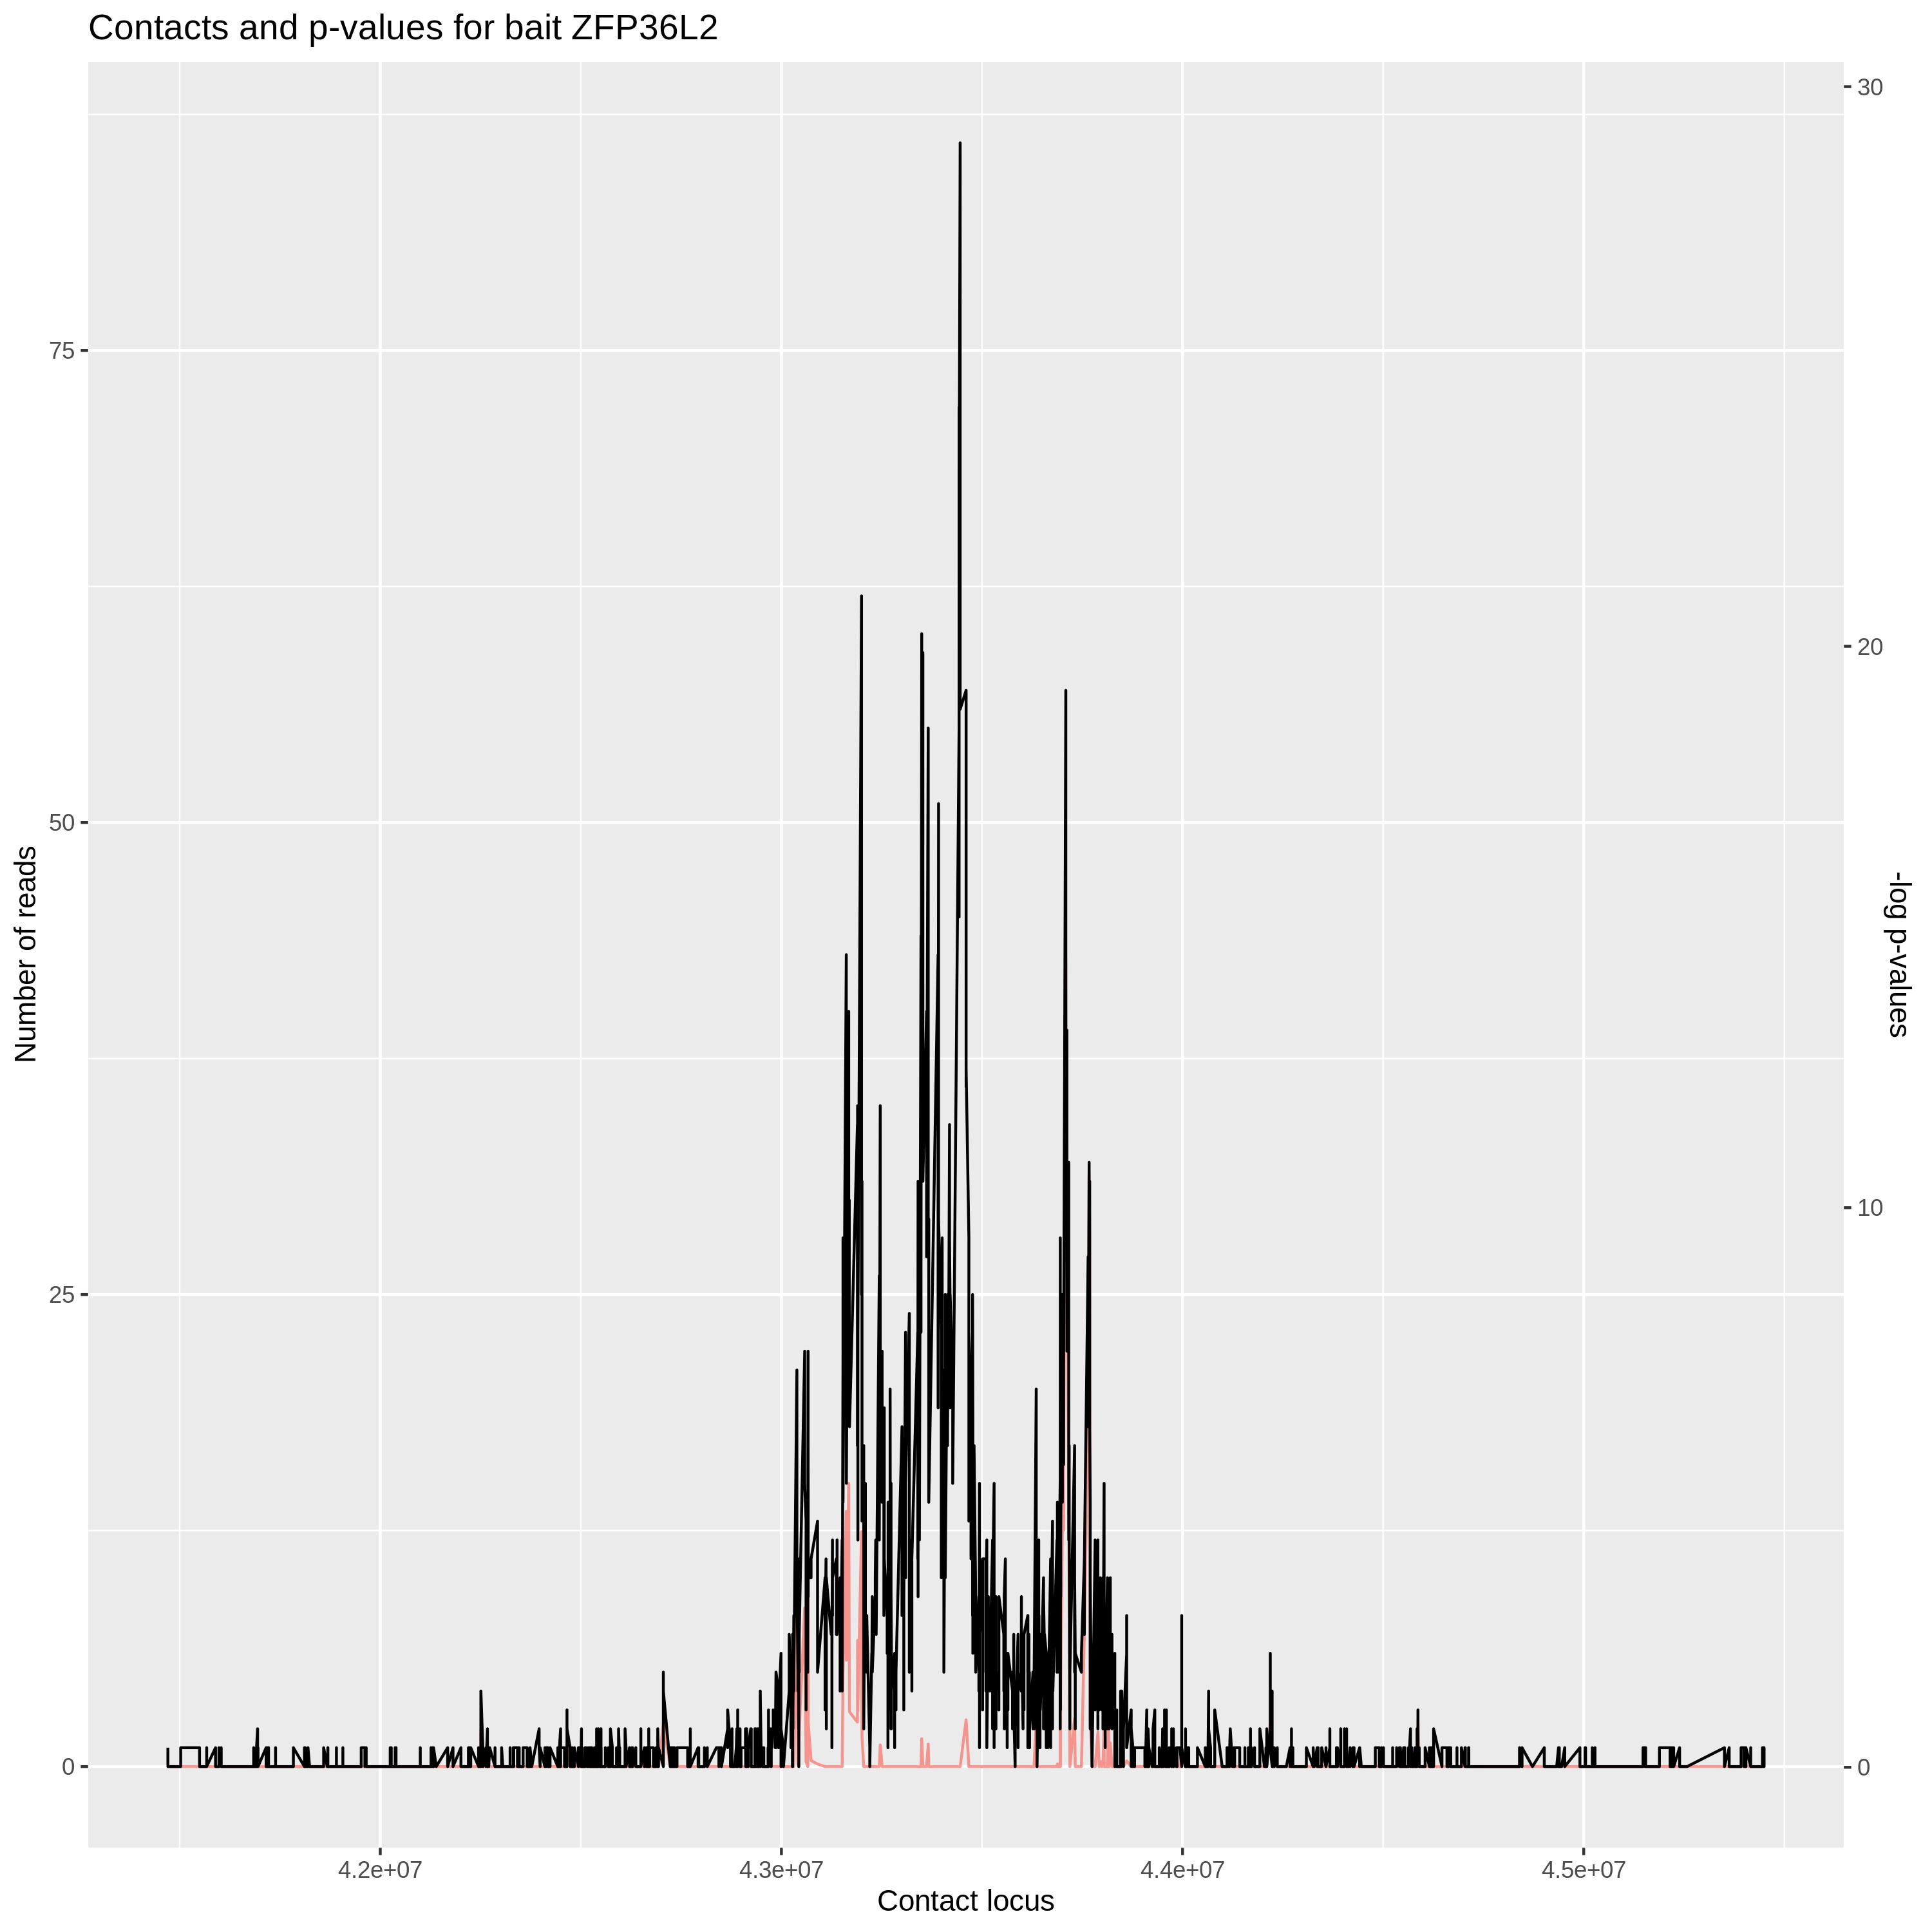 Contacts and p-values for bait ZFP36L2
30
75
20
50
Number of reads
-log p-values
10
25
0
0
4.2e+07
4.3e+07
4.4e+07
4.5e+07
Contact locus